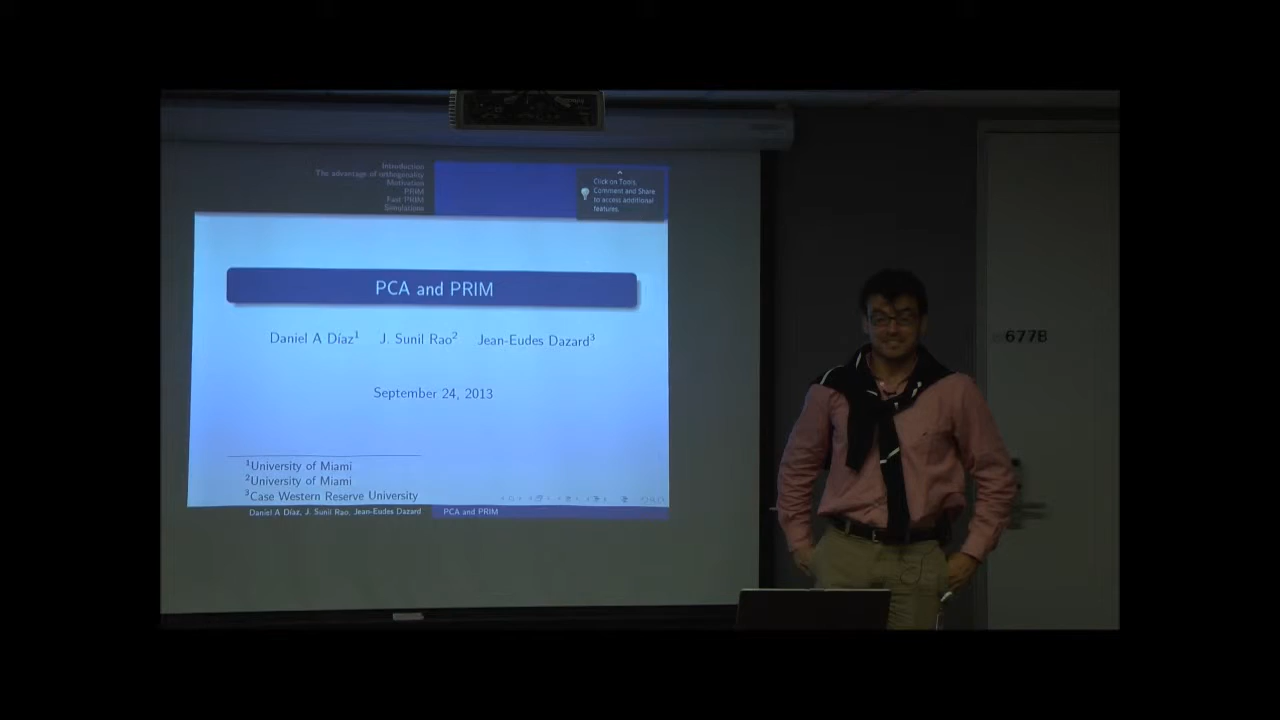 Introduction
The advantage of orthogonality
Motivation
PRIM
Fast PRIM
Simulations
Click on Tools,
Comment and Share
to access additional
features.
PCA and PRIM
Daniel A Díaz¹ J. Sunil Rao² Jean-Eudes Dazard³
September 24, 2013
¹University of Miami
²University of Miami
³Case Western Reserve University
Daniel A Díaz, J. Sunil Rao, Jean-Eudes Dazard PCA and PRIM
677B